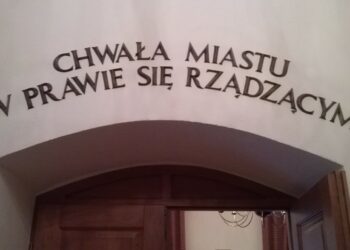 CHWAŁA MIASTU
W PRAWIE SIĘ RZĄDZĄCYM